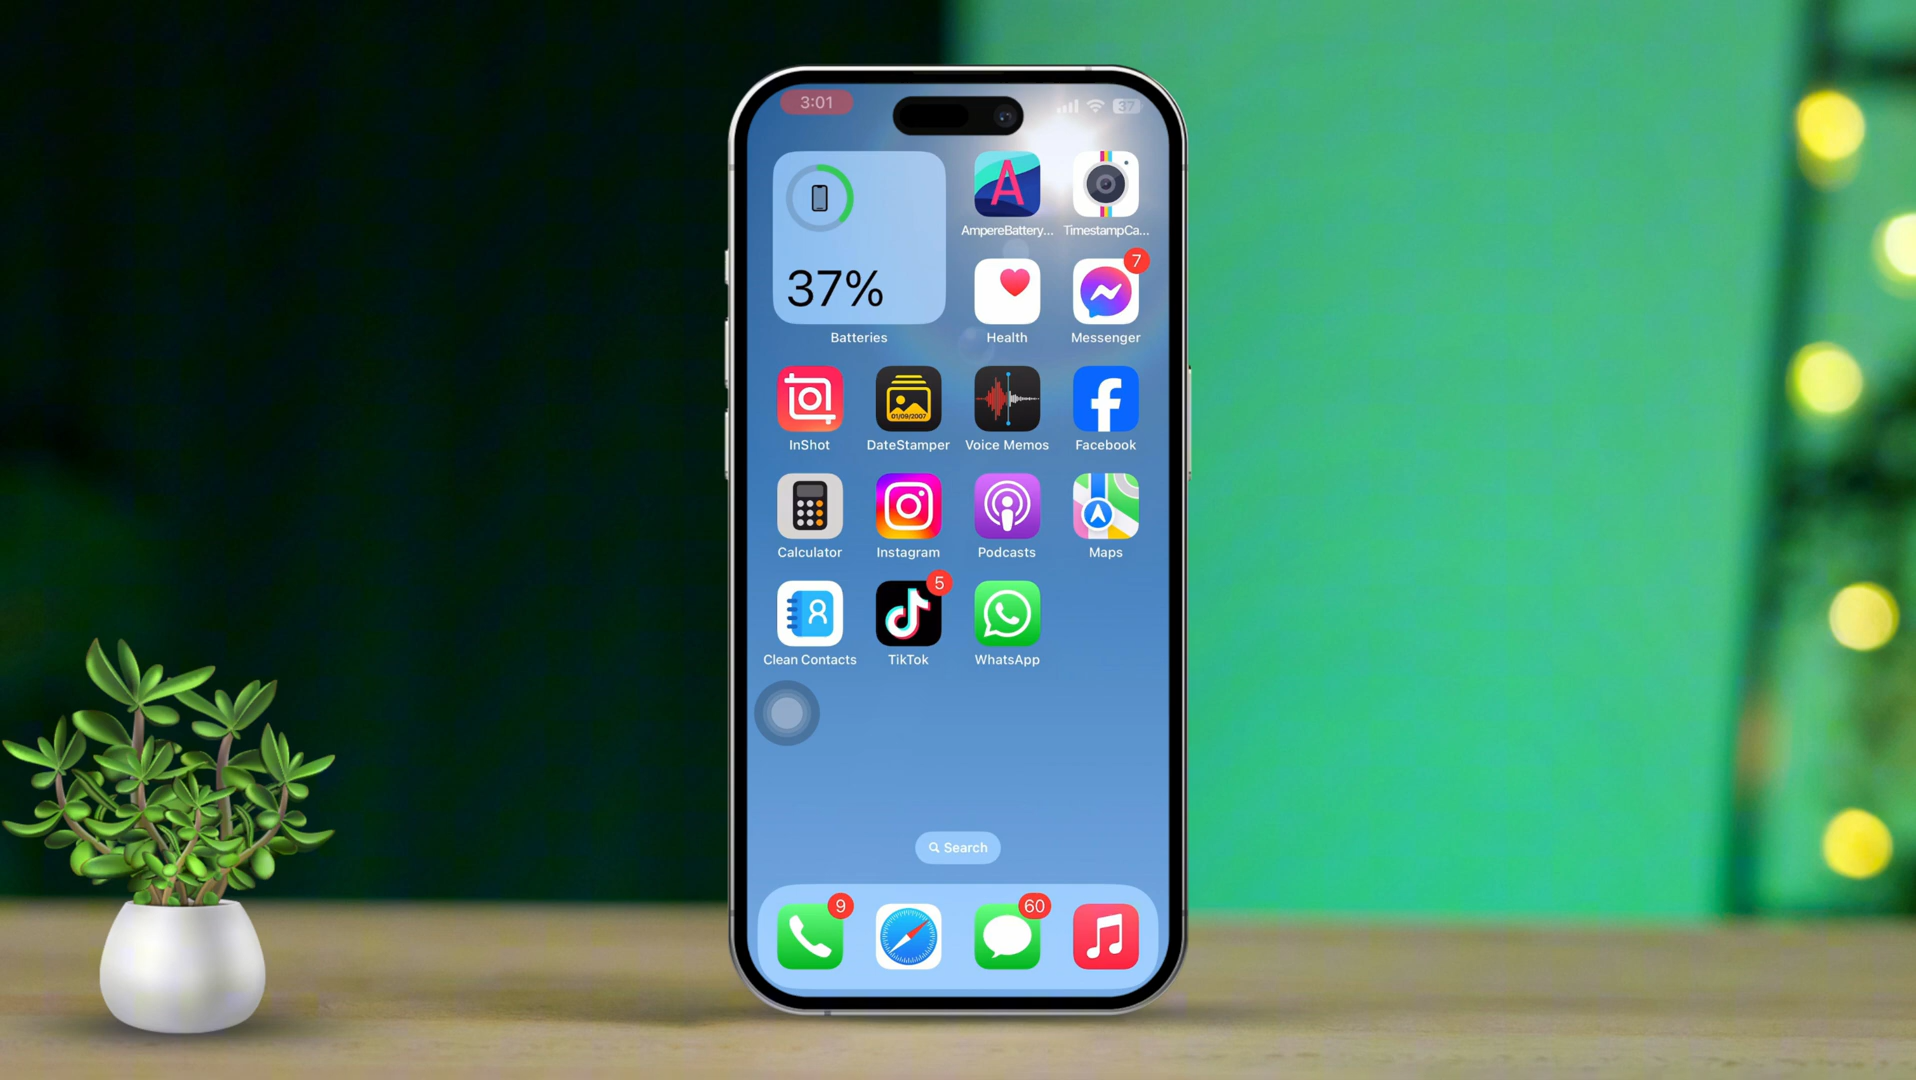 3:01
37
37%
Batteries
AmpereBattery...
TimestampCa...
7
Health
Messenger
01/09/2007
InShot
DateStamper
Voice Memos
Facebook
Calculator
Instagram
Podcasts
Maps
5
Clean Contacts
TikTok
WhatsApp
Search
9
60